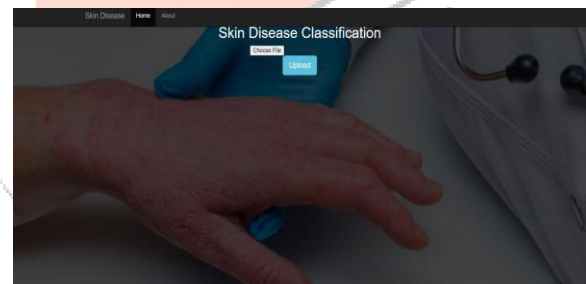 Skin Disease Home About
Skin Disease Classification
Choose File
Upload